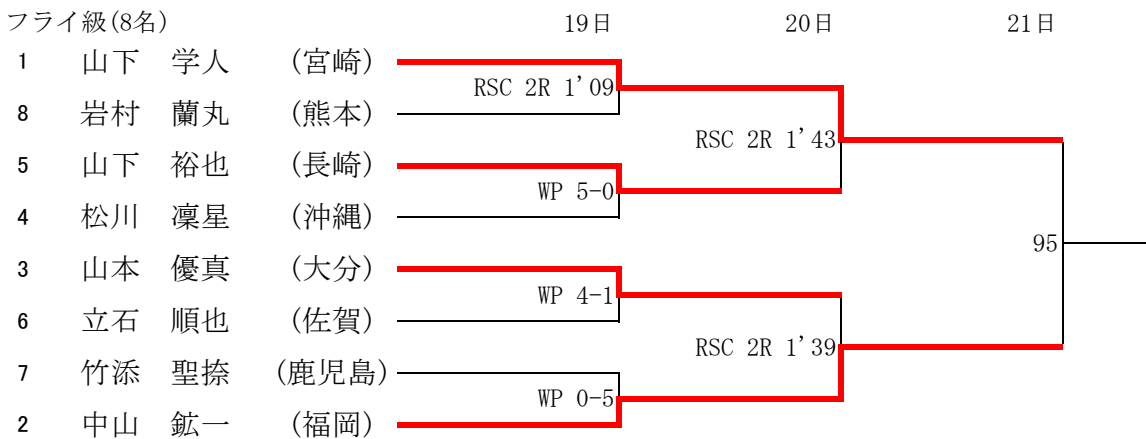 フライ級(8名) 19日 20日 21日
1 山下 学人 (宮崎)
RSC 2R 1'09
8 岩村 蘭丸 (熊本)
RSC 2R 1'43
5 山下 裕也 (長崎)
WP 5-0
4 松川 凜星 (沖縄)
95
3 山本 優真 (大分)
WP 4-1
6 立石 順也 (佐賀)
RSC 2R 1'39
7 竹添 聖捺 (鹿児島)
WP 0-5
2 中山 鉱一 (福岡)